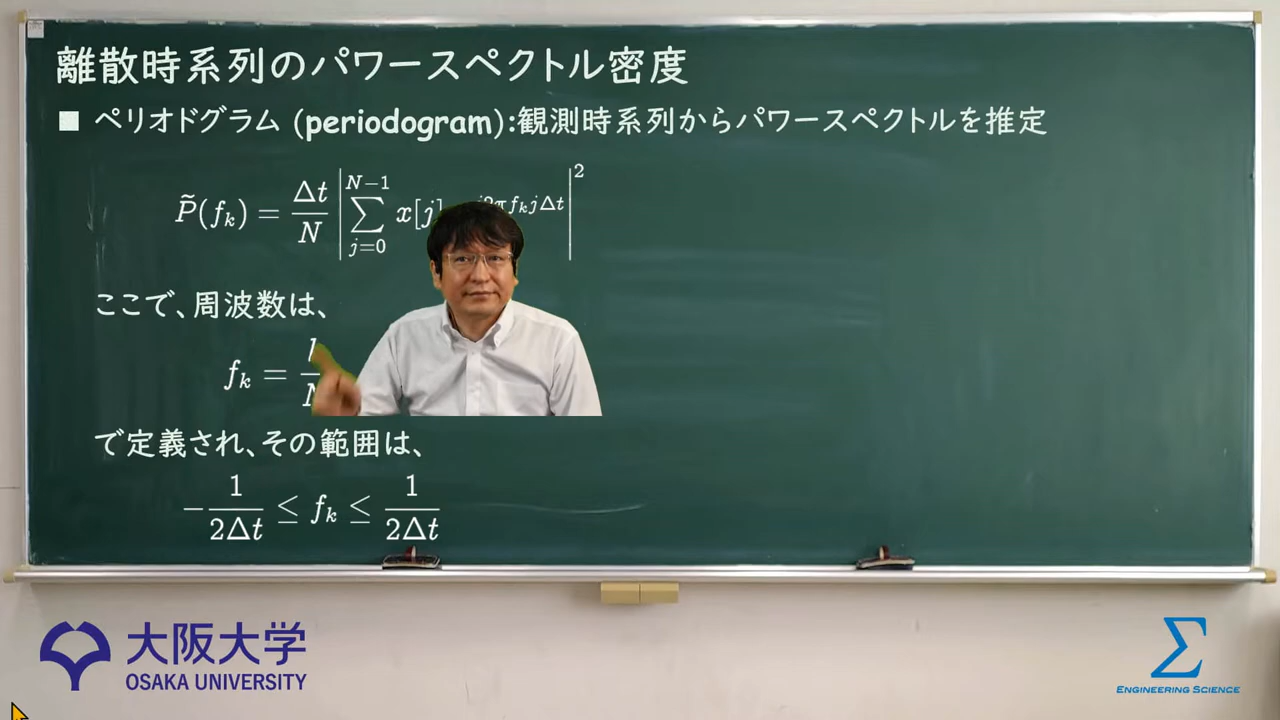 離散時系列のパワースペクトル密度
■ ペリオドグラム (periodogram):観測時系列からパワースペクトルを推定
P̃(f_k) = Δt/N |∑_{j=0}^{N−1} x[j] 2π f_k jΔt|^2
ここで、周波数は、
f_k =
で定義され、その範囲は、
−1/(2Δt) ≤ f_k ≤ 1/(2Δt)
大阪大学
OSAKA UNIVERSITY
Σ
ENGINEERING SCIENCE